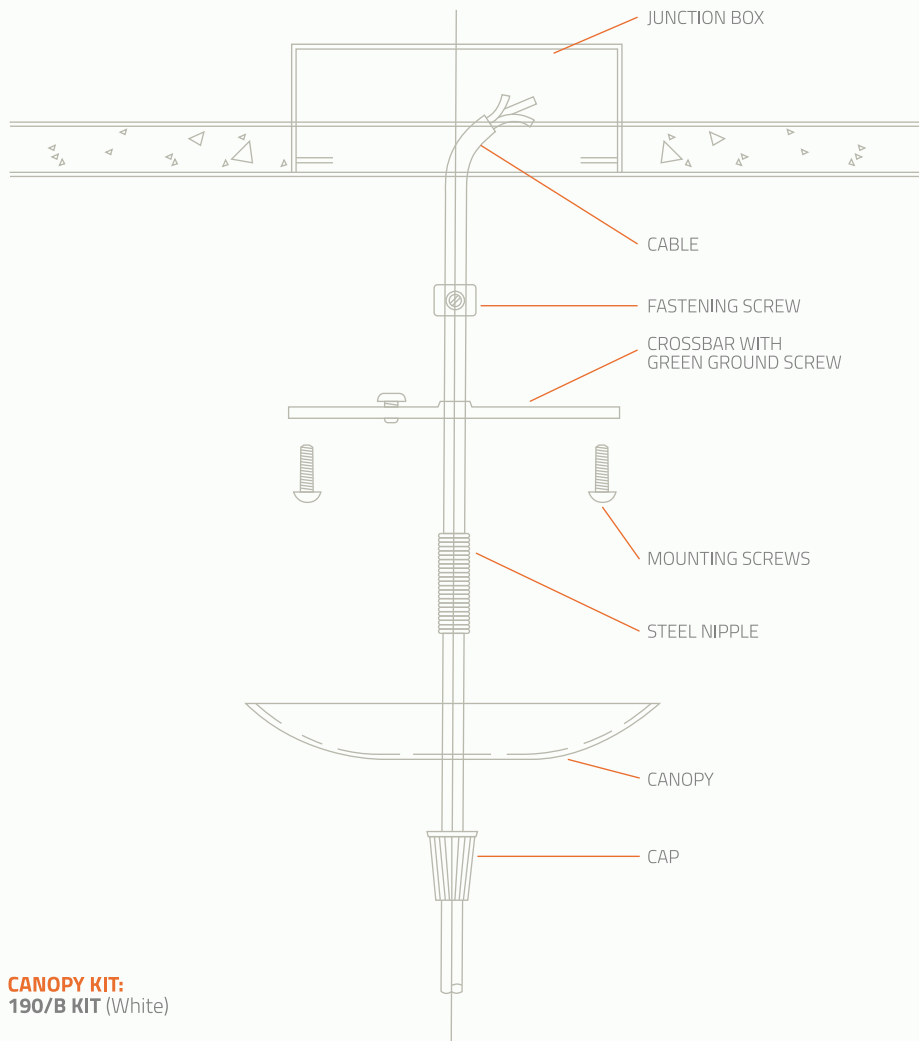 JUNCTION BOX
CABLE
FASTENING SCREW
CROSSBAR WITH
GREEN GROUND SCREW
MOUNTING SCREWS
STEEL NIPPLE
CANOPY
CAP
CANOPY KIT:
190/B KIT (White)